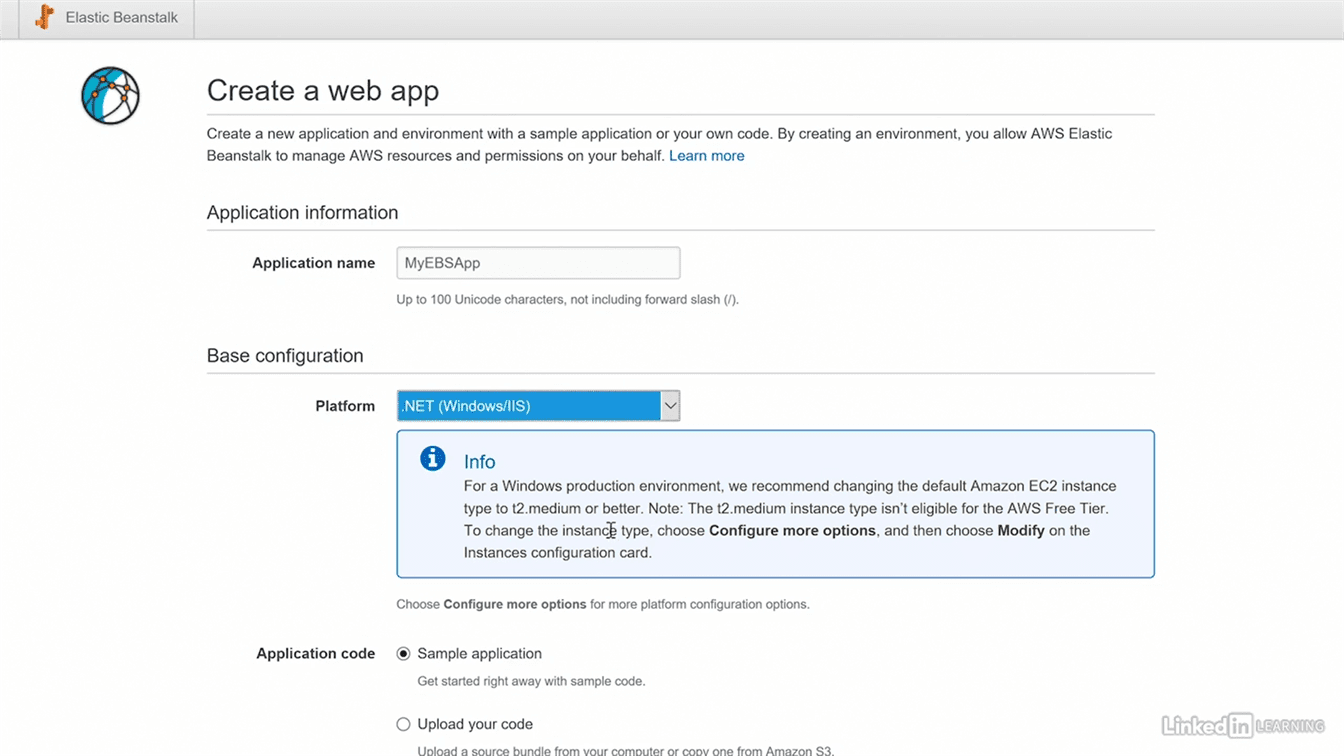 Elastic Beanstalk
Create a web app
Create a new application and environment with a sample application or your own code. By creating an environment, you allow AWS Elastic
Beanstalk to manage AWS resources and permissions on your behalf. Learn more
Application information
Application name MyEBSApp
Up to 100 Unicode characters, not including forward slash (/).
Base configuration
Platform .NET (Windows/IIS)
Info
For a Windows production environment, we recommend changing the default Amazon EC2 instance
type to t2.medium or better. Note: The t2.medium instance type isn't eligible for the AWS Free Tier.
To change the instance type, choose Configure more options, and then choose Modify on the
Instances configuration card.
Choose Configure more options for more platform configuration options.
Application code Sample application
Get started right away with sample code.
Upload your code
Upload a source bundle from your computer or copy one from Amazon S3.
LinkedIn LEARNING